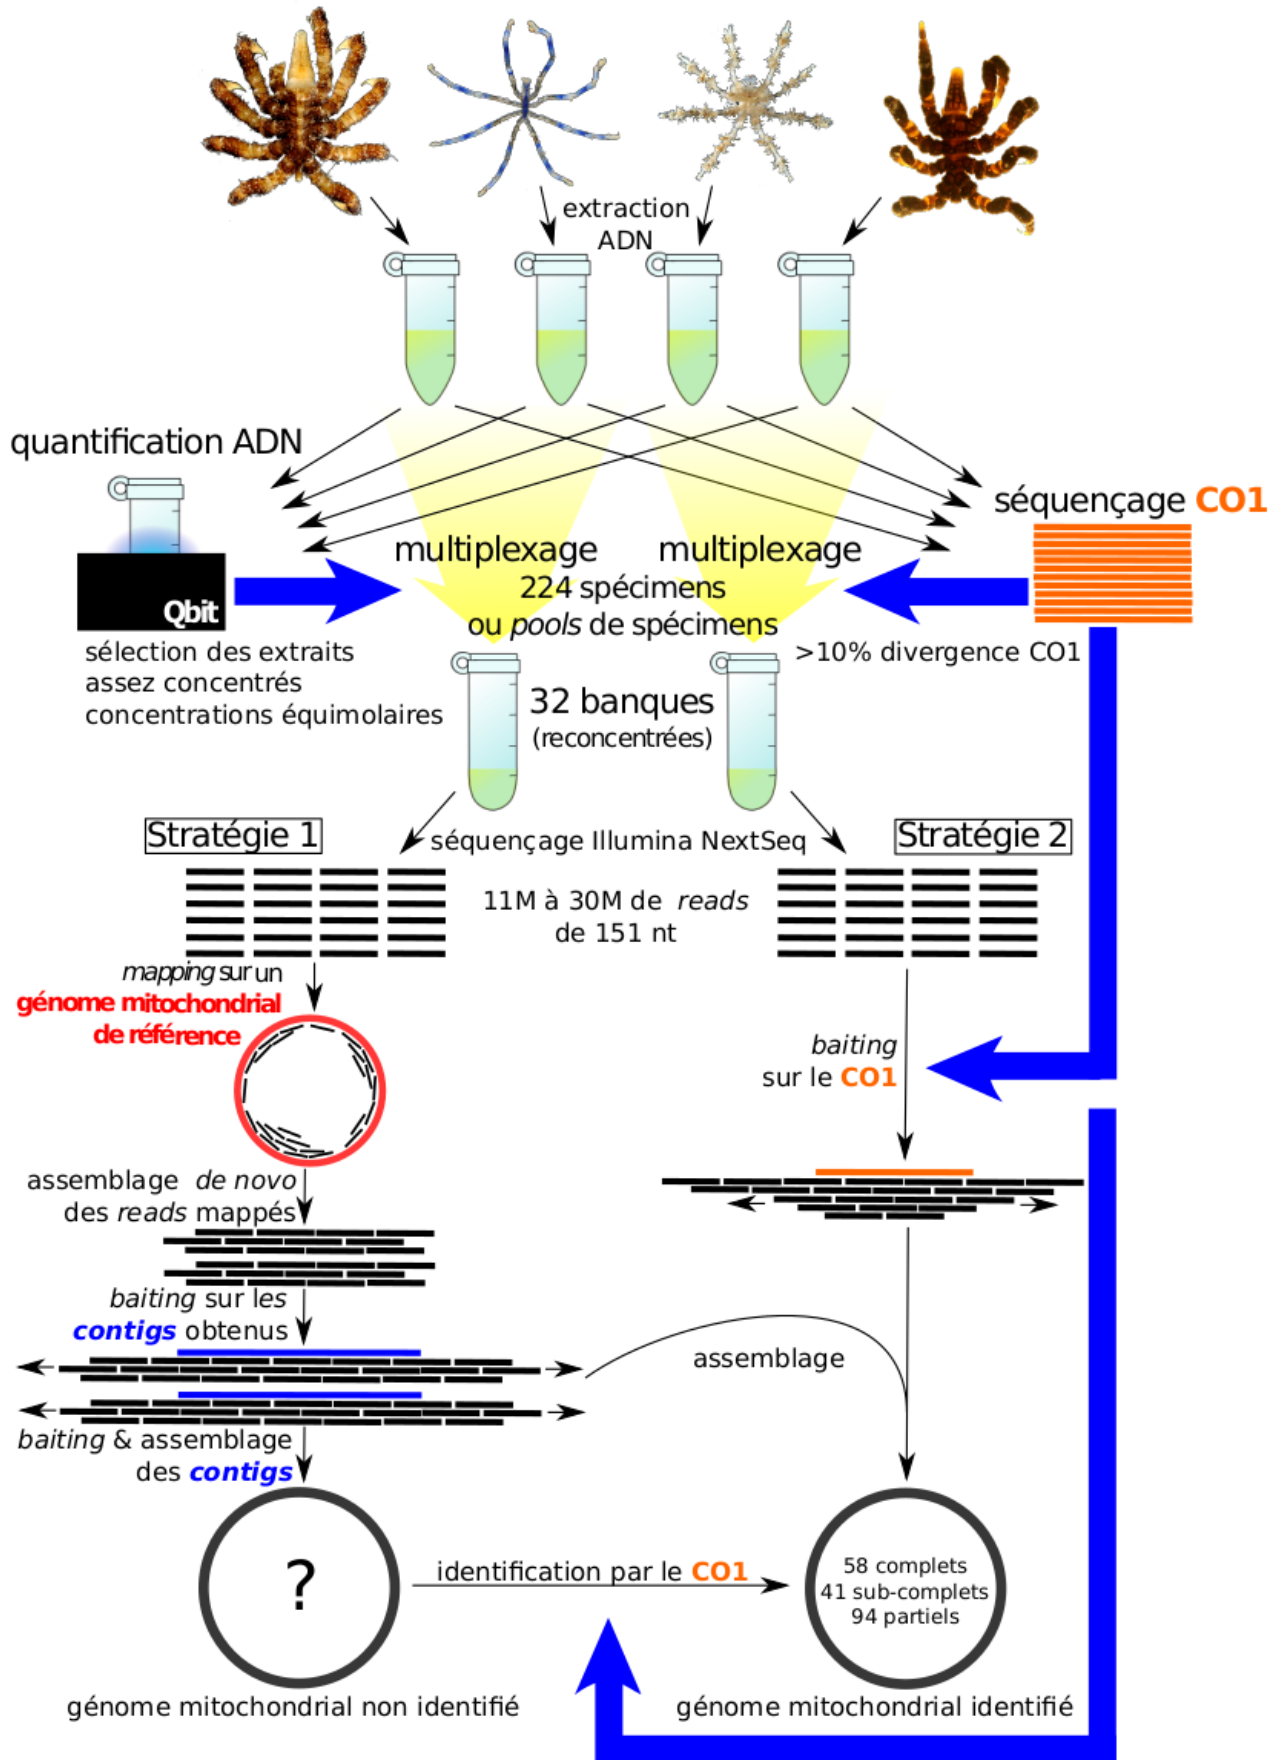 extraction
ADN
quantification ADN
Qbit
séquençage CO1
multiplexage
multiplexage
224 spécimens
ou pools de spécimens
sélection des extraits
assez concentrés
concentrations équimolaires
>10% divergence CO1
32 banques
(reconcentrées)
Stratégie 1
séquençage Illumina NextSeq
Stratégie 2
11M à 30M de reads
de 151 nt
mapping sur un
génome mitochondrial
de référence
baiting
sur le CO1
assemblage de novo
des reads mappés
baiting sur les
contigs obtenus
assemblage
baiting & assemblage
des contigs
?
identification par le CO1
58 complets
41 sub-complets
94 partiels
génome mitochondrial non identifié
génome mitochondrial identifié